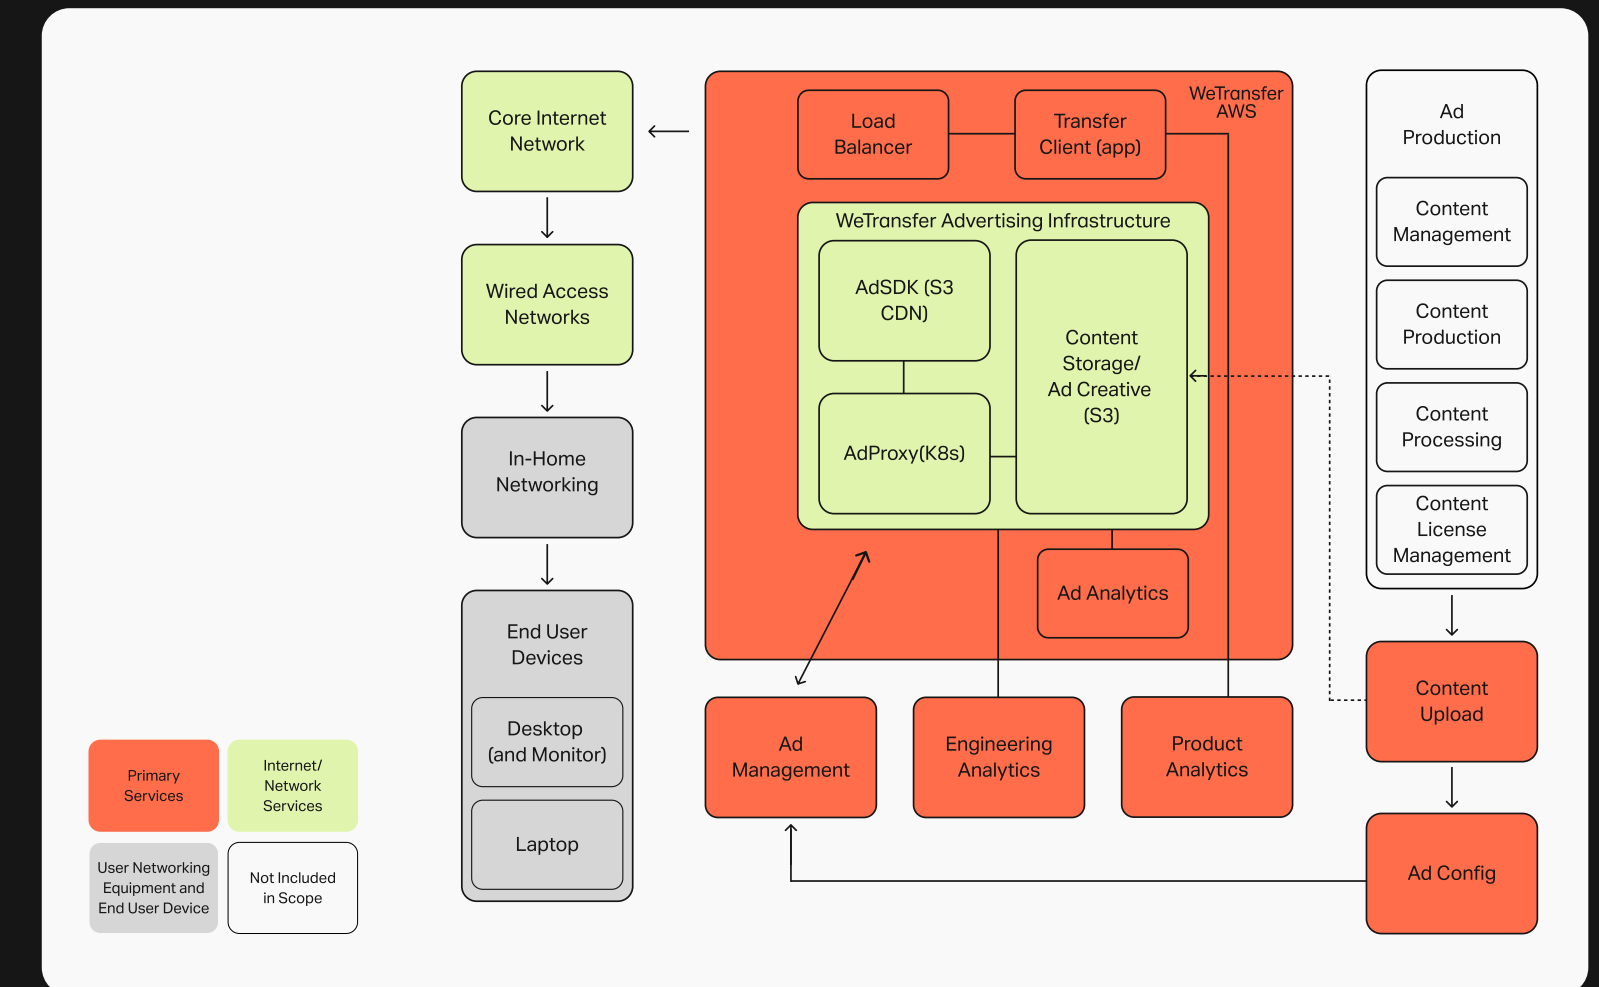 Core Internet
Network
Wired Access
Networks
In-Home
Networking
End User
Devices
Desktop
(and Monitor)
Laptop
WeTransfer
AWS
Load
Balancer
Transfer
Client (app)
WeTransfer Advertising Infrastructure
AdSDK (S3
CDN)
AdProxy(K8s)
Content
Storage/
Ad Creative
(S3)
Ad Analytics
Ad
Management
Engineering
Analytics
Product
Analytics
Ad
Production
Content
Management
Content
Production
Content
Processing
Content
License
Management
Content
Upload
Ad Config
Primary
Services
Internet/
Network
Services
User Networking
Equipment and
End User Device
Not Included
in Scope